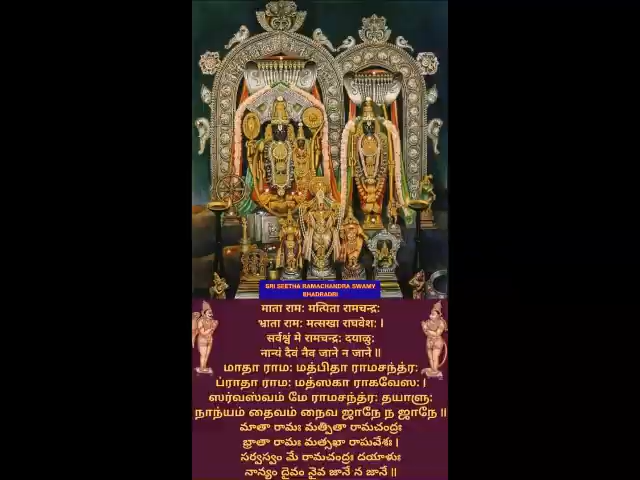 SRI SEETHA RAMACHANDRA SWAMY
BHADRADRI
माता राम: मत्पिता रामचन्द्र:
भ्राता राम: मत्सखा राघवेश: ।
सर्वस्वं मे रामचन्द्र: दयाळु:
नान्यं दैवं नैव जाने न जाने ॥
மாதா ராம: மத்பிதா ராமசந்த்ர:
ப்ராதா ராம: மத்ஸகா ராகவேஸ: ।
ஸர்வஸ்வம் மே ராமசந்த்ர: தயாளு:
நாந்யம் தைவம் நைவ ஜானே ந ஜானே ॥
మాతా రామః మత్పితా రామచంద్రః
భ్రాతా రామః మత్సఖా రాఘవేశః ।
సర్వస్వం మే రామచంద్రః దయాళుః
నాన్యం దైవం నైవ జానే న జానే ॥